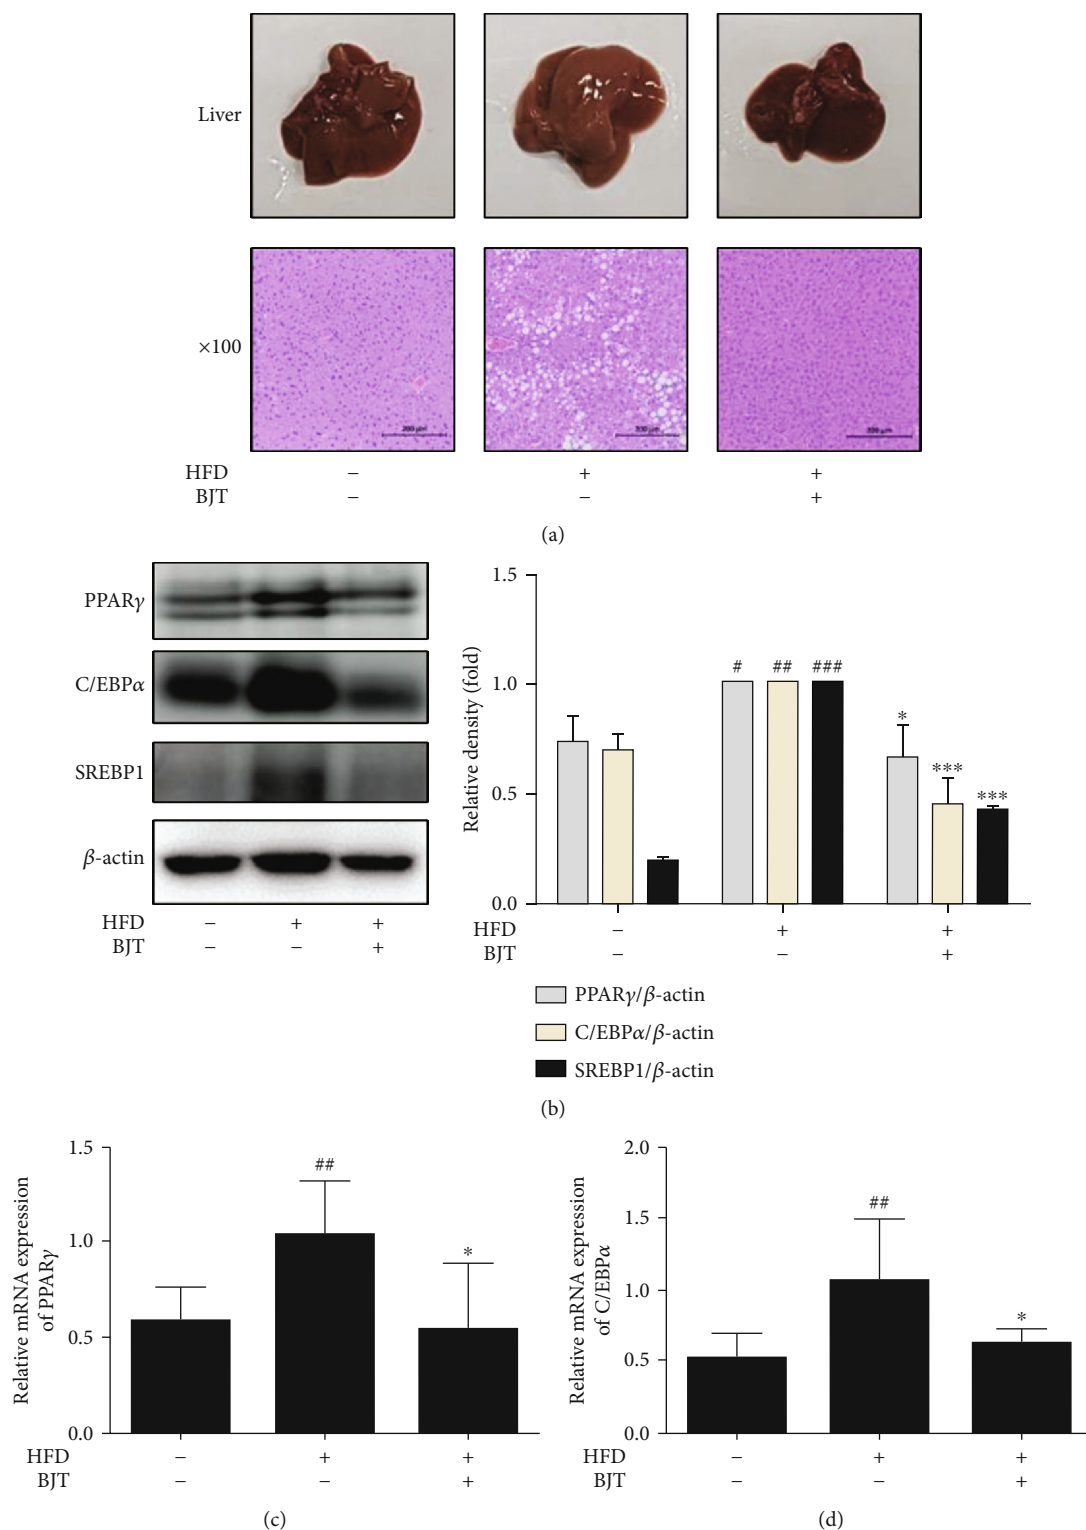 Liver
×100
200 μm
HFD − + +
BJT − − +
(a)
PPARγ
C/EBPα
SREBP1
β-actin
HFD − + +
BJT − − +
Relative density (fold)
1.5
1.0
0.5
0.0
# ## ###
* *** ***
HFD − + +
BJT − − +
PPARγ/β-actin
C/EBPα/β-actin
SREBP1/β-actin
(b)
Relative mRNA expression
of PPARγ
1.5
1.0
0.5
0.0
##
*
HFD − + +
BJT − − +
(c)
Relative mRNA expression
of C/EBPα
2.0
1.5
1.0
0.5
0.0
##
*
HFD − + +
BJT − − +
(d)